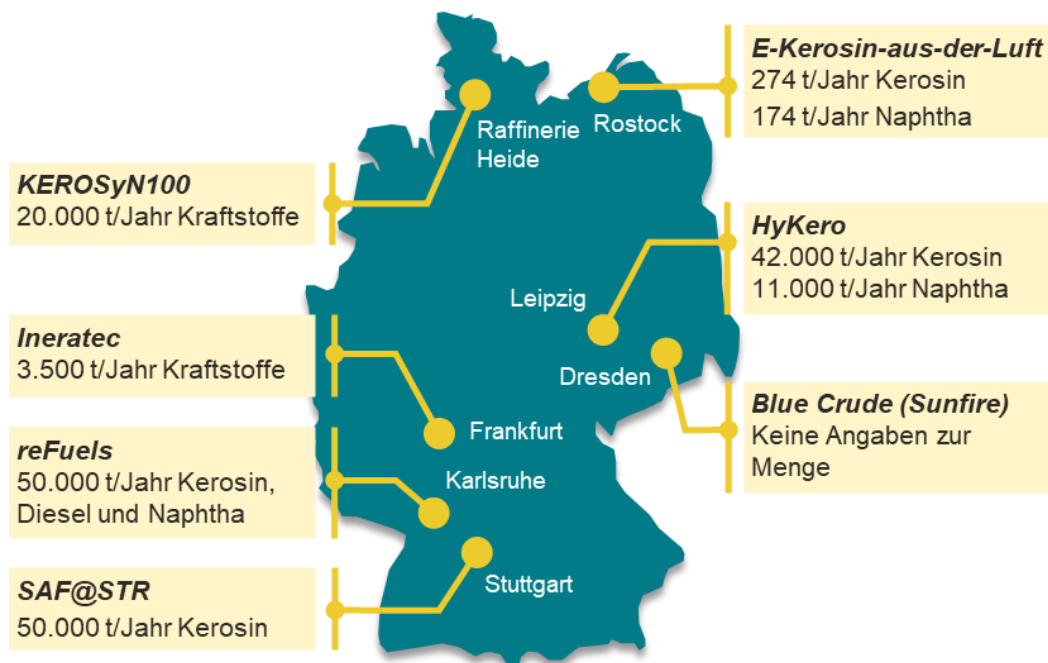 E-Kerosin-aus-der-Luft
274 t/Jahr Kerosin
174 t/Jahr Naphtha
Raffinerie
Heide
Rostock
KEROSyN100
20.000 t/Jahr Kraftstoffe
HyKero
42.000 t/Jahr Kerosin
11.000 t/Jahr Naphtha
Leipzig
Ineratec
3.500 t/Jahr Kraftstoffe
Dresden
Blue Crude (Sunfire)
Keine Angaben zur
Menge
Frankfurt
reFuels
50.000 t/Jahr Kerosin,
Diesel und Naphtha
Karlsruhe
SAF@STR
50.000 t/Jahr Kerosin
Stuttgart